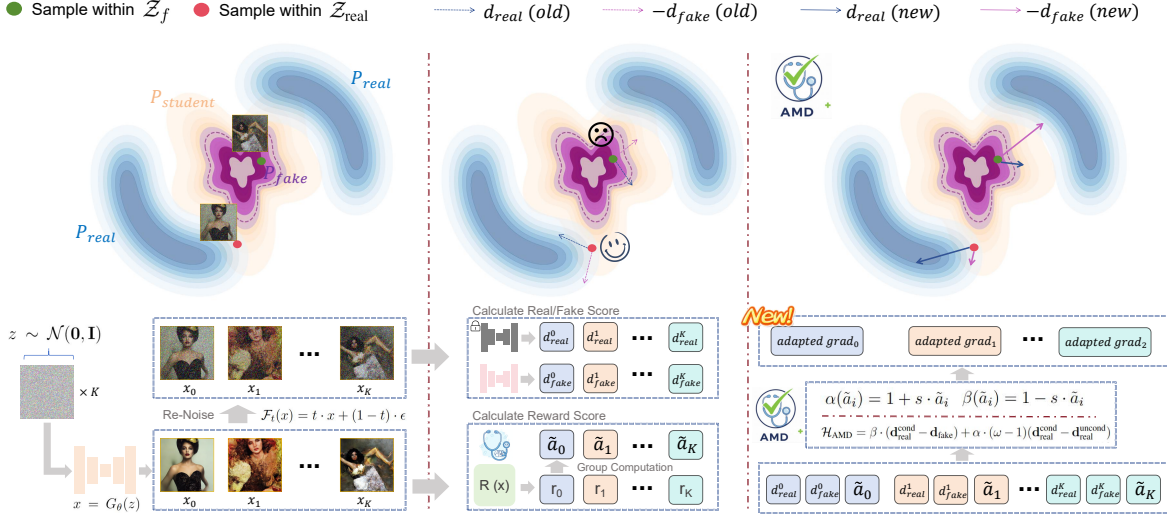 Sample within Z_f
Sample within Z_real
d_real (old)
−d_fake (old)
d_real (new)
−d_fake (new)
P_real
P_student
P_fake
P_real
AMD
z ∼ N(0, I)
× K
x_0 x_1 ... x_K
Re-Noise
F_t(x) = t · x + (1 − t) · ϵ
x = G_θ(z)
x_0 x_1 ... x_K
Calculate Real/Fake Score
d^0_real d^1_real ... d^K_real
d^0_fake d^1_fake ... d^K_fake
Calculate Reward Score
ã_0 ã_1 ... ã_K
Group Computation
R (x) r_0 r_1 ... r_K
New!
adapted grad_0 adapted grad_1 ... adapted grad_2
AMD
α(ã_i) = 1 + s · ã_i β(ã_i) = 1 − s · ã_i
H_AMD = β · (d^cond_real − d_fake) + α · (ω − 1)(d^cond_real − d^uncond_real)
d^0_real d^0_fake ã_0 d^1_real d^1_fake ã_1 ... d^K_real d^K_fake ã_K